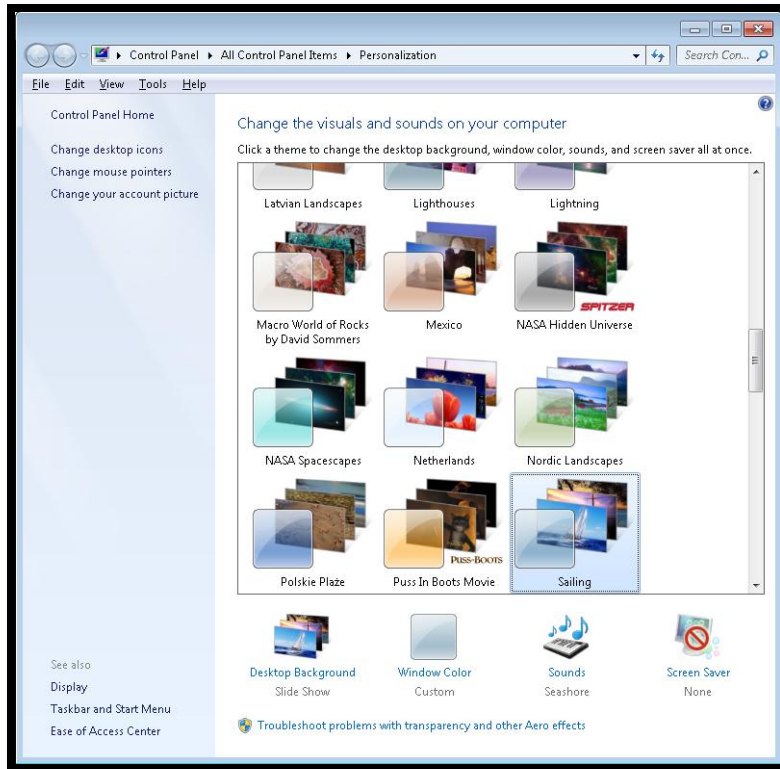 Control Panel ▸ All Control Panel Items ▸ Personalization
Search Con...
File Edit View Tools Help
Control Panel Home
Change desktop icons
Change mouse pointers
Change your account picture
Change the visuals and sounds on your computer
Click a theme to change the desktop background, window color, sounds, and screen saver all at once.
Latvian Landscapes
Lighthouses
Lightning
SPITZER
Macro World of Rocks
by David Sommers
Mexico
NASA Hidden Universe
NASA Spacescapes
Netherlands
Nordic Landscapes
PUSS-BOOTS
Polskie Plaże
Puss In Boots Movie
Sailing
Desktop Background
Slide Show
Window Color
Custom
Sounds
Seashore
Screen Saver
None
Troubleshoot problems with transparency and other Aero effects
See also
Display
Taskbar and Start Menu
Ease of Access Center